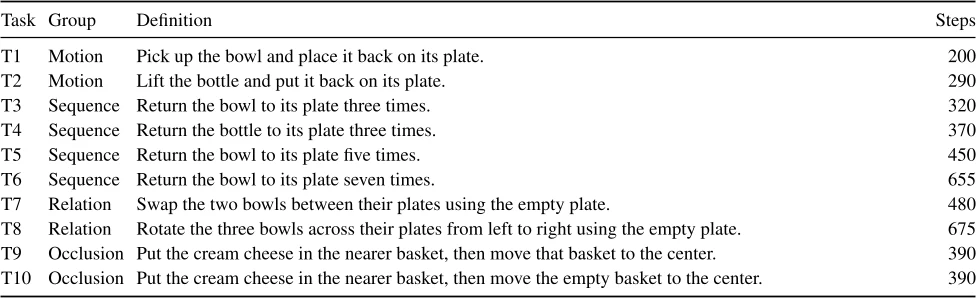 Task Group Definition Steps
T1 Motion Pick up the bowl and place it back on its plate. 200
T2 Motion Lift the bottle and put it back on its plate. 290
T3 Sequence Return the bowl to its plate three times. 320
T4 Sequence Return the bottle to its plate three times. 370
T5 Sequence Return the bowl to its plate five times. 450
T6 Sequence Return the bowl to its plate seven times. 655
T7 Relation Swap the two bowls between their plates using the empty plate. 480
T8 Relation Rotate the three bowls across their plates from left to right using the empty plate. 675
T9 Occlusion Put the cream cheese in the nearer basket, then move that basket to the center. 390
T10 Occlusion Put the cream cheese in the nearer basket, then move the empty basket to the center. 390